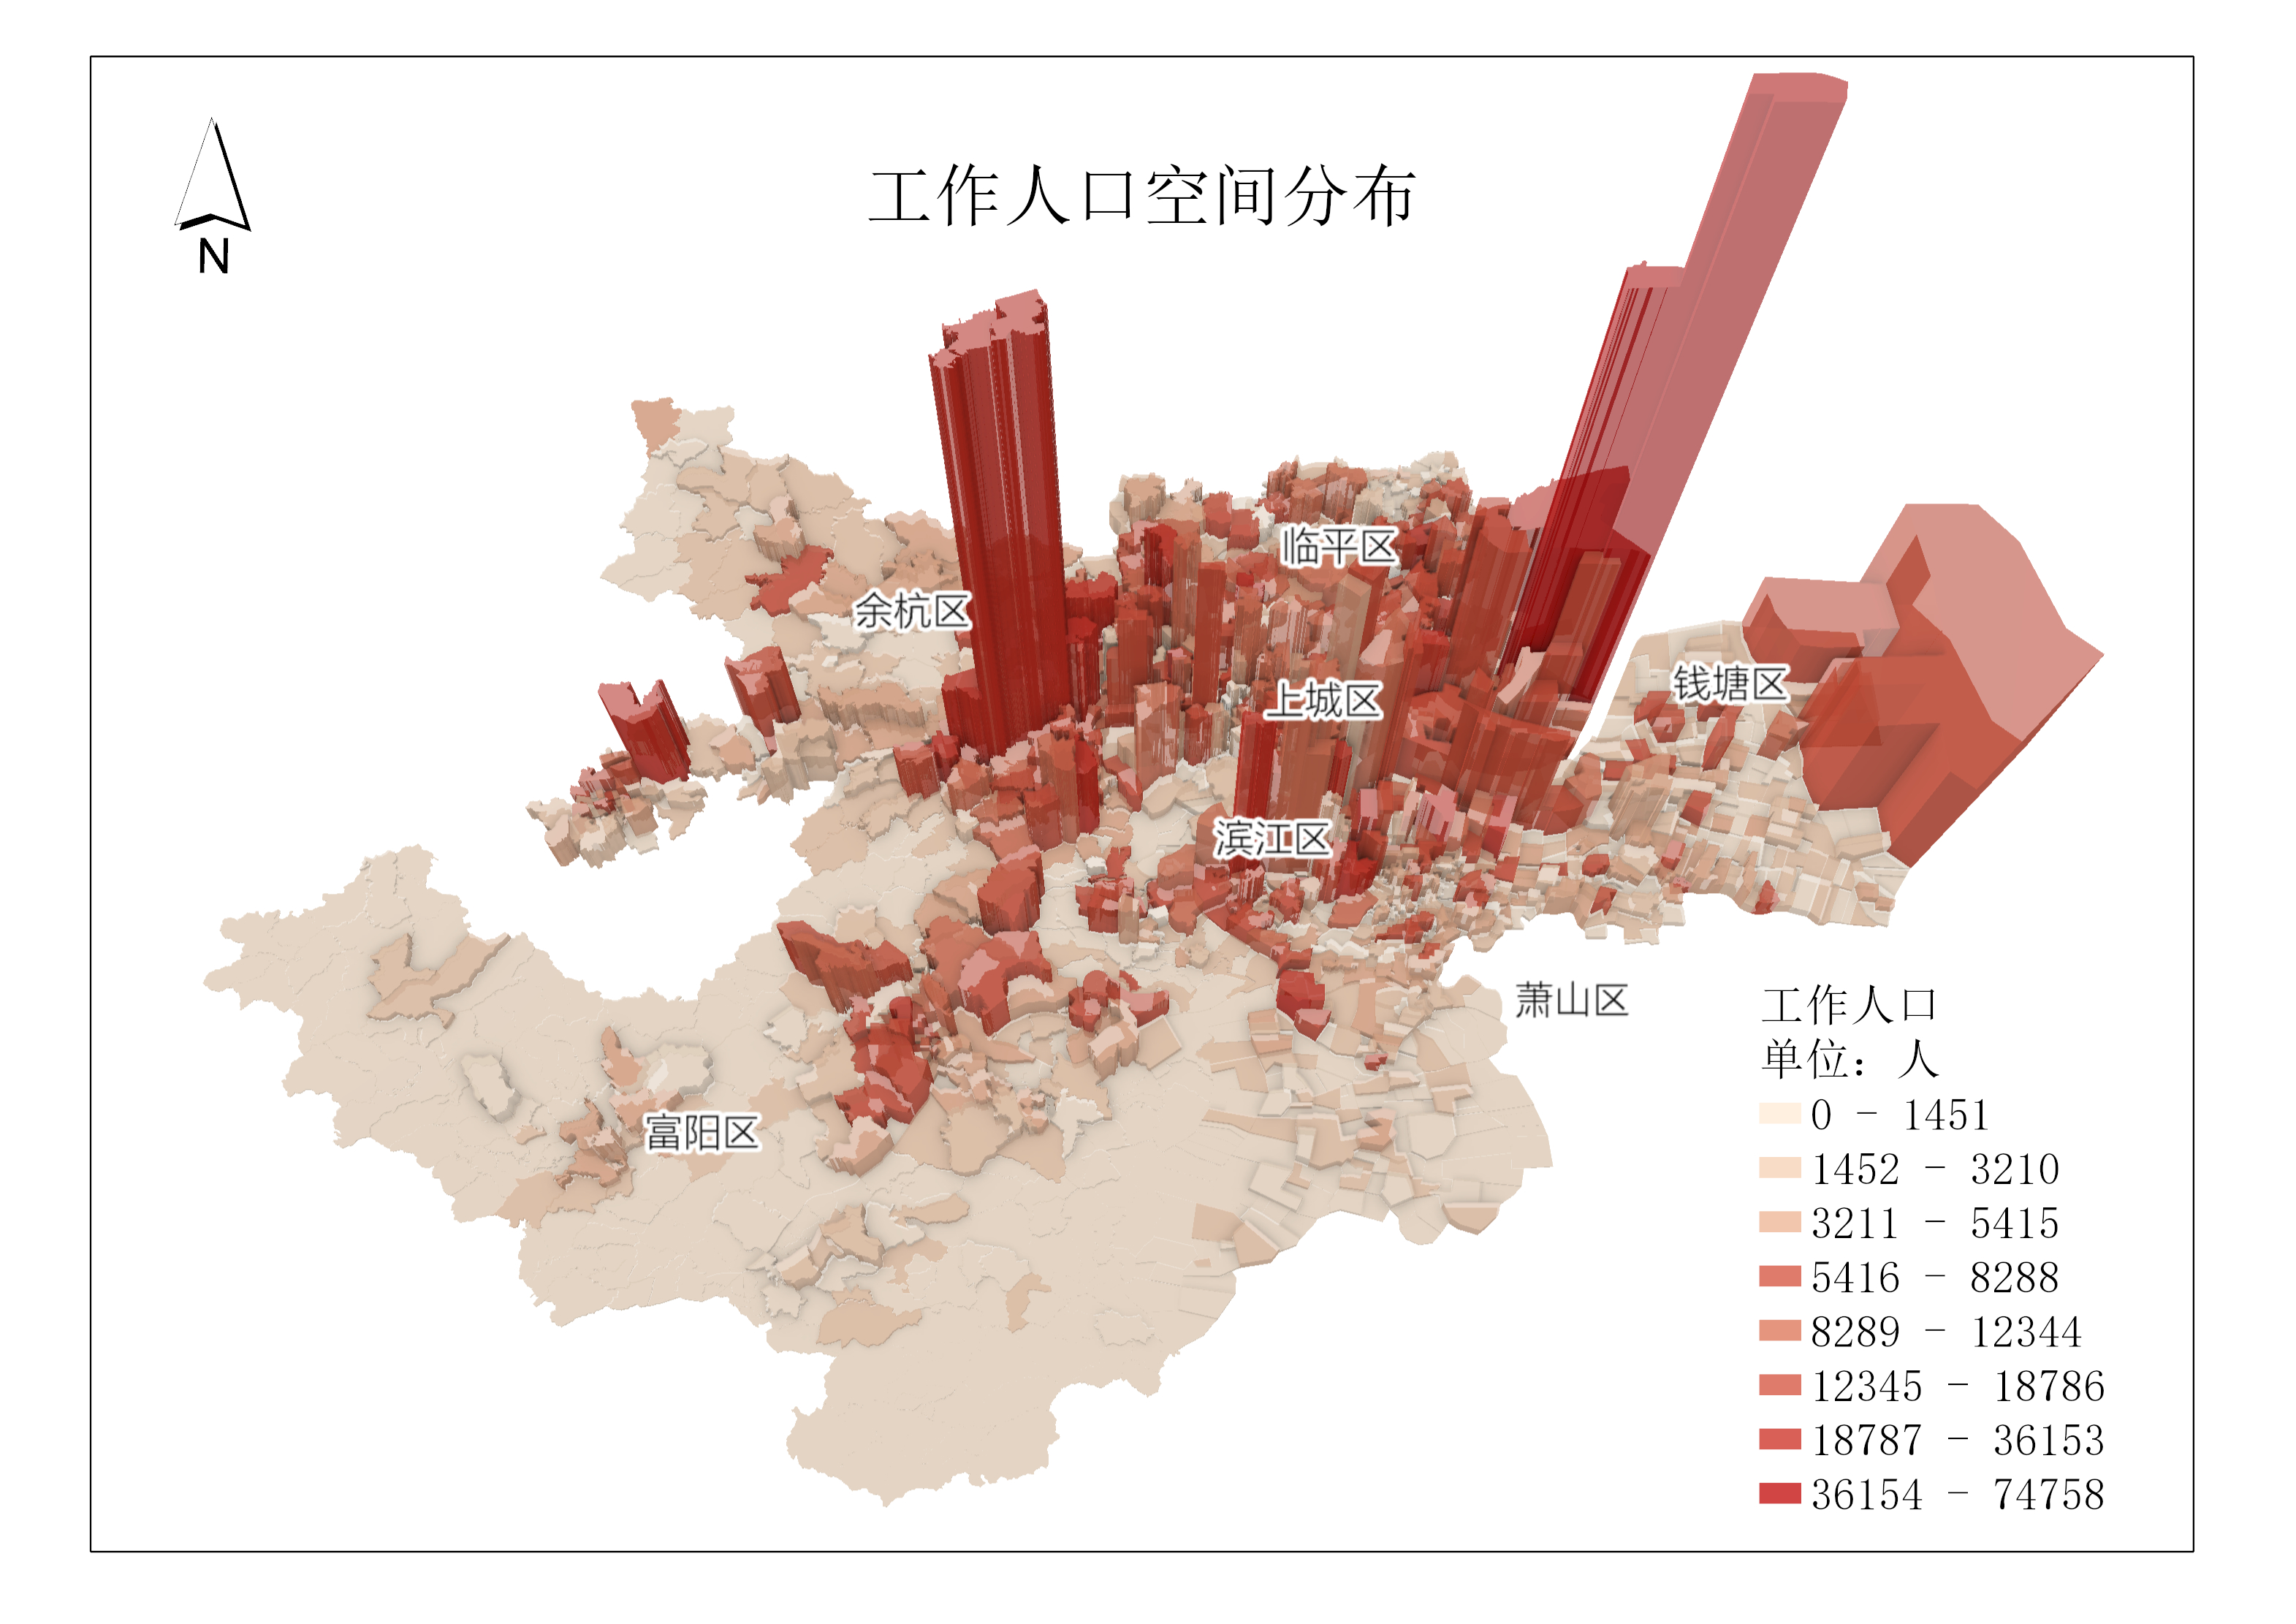 工作人口空间分布
N
临平区
余杭区
钱塘区
上城区
滨江区
萧山区
富阳区
工作人口
单位：人
0 - 1451
1452 - 3210
3211 - 5415
5416 - 8288
8289 - 12344
12345 - 18786
18787 - 36153
36154 - 74758